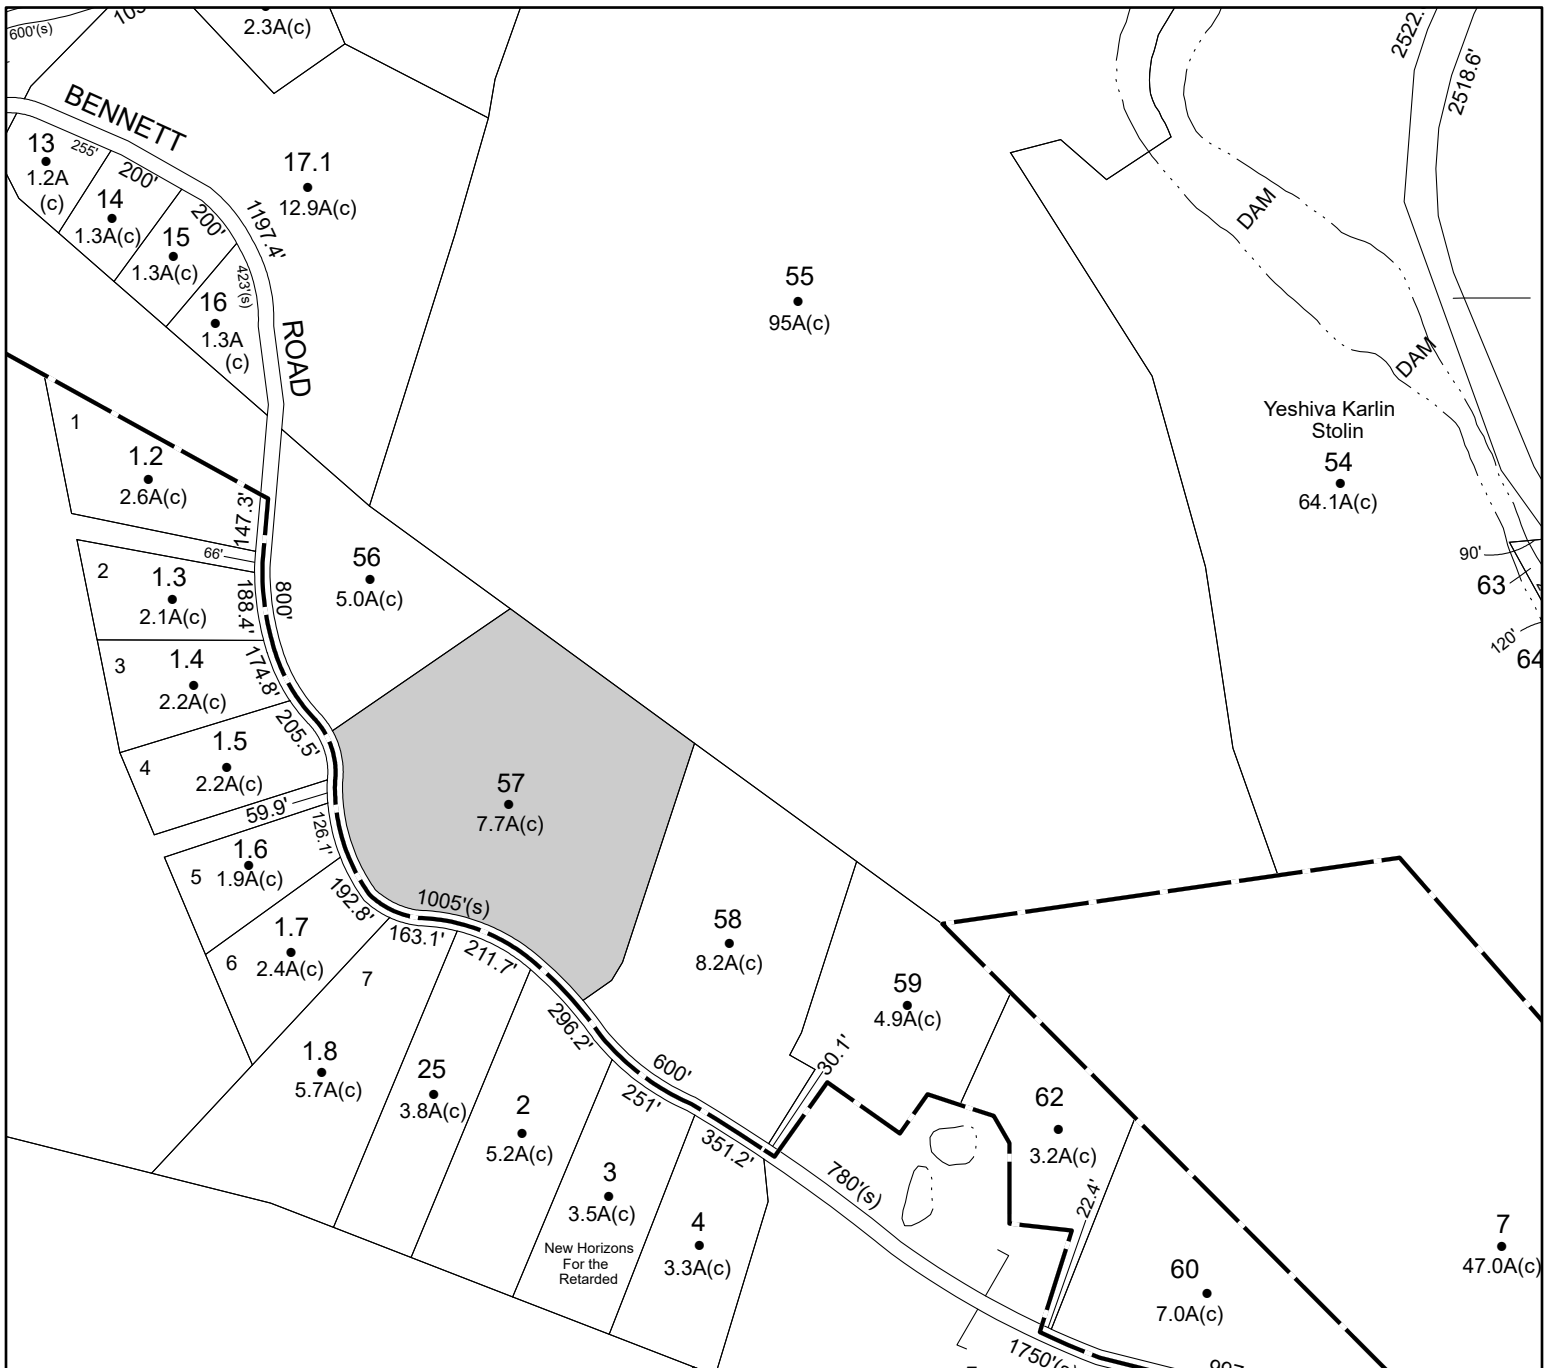 600'(s)
2.3A(c)
2522.
2518.6'
BENNETT
ROAD
13
1.2A
(c)
255'
14
1.3A(c)
200'
15
1.3A(c)
200'
16
1.3A
(c)
423'(s)
1197.4'
17.1
12.9A(c)
55
95A(c)
DAM
DAM
Yeshiva Karlin
Stolin
54
64.1A(c)
90'
63
120'
64
1
1.2
2.6A(c)
147.3'
66'
2
1.3
2.1A(c)
188.4'
800'
56
5.0A(c)
3
1.4
2.2A(c)
174.8'
4
1.5
2.2A(c)
205.5'
59.9'
57
7.7A(c)
1005'(s)
126.1'
5
1.6
1.9A(c)
192.8'
6
1.7
2.4A(c)
163.1'
7
211.7'
58
8.2A(c)
59
4.9A(c)
296.2'
1.8
5.7A(c)
25
3.8A(c)
2
5.2A(c)
600'
251'
30.1'
351.2'
3
3.5A(c)
New Horizons
For the
Retarded
4
3.3A(c)
780'(s)
62
3.2A(c)
22.4'
60
7.0A(c)
7
47.0A(c)
1750'(s)